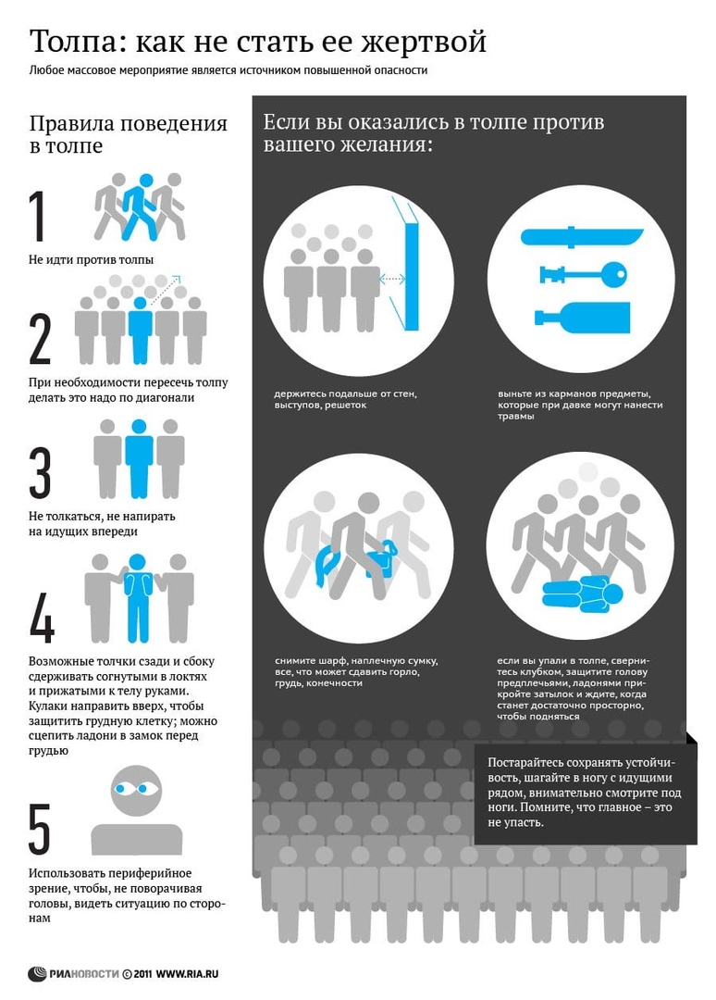 Толпа: как не стать ее жертвой
Любое массовое мероприятие является источником повышенной опасности
Правила поведения
в толпе
1
Не идти против толпы
2
При необходимости пересечь толпу
делать это надо по диагонали
3
Не толкаться, не напирать
на идущих впереди
4
Возможные толчки сзади и сбоку
сдерживать согнутыми в локтях
и прижатыми к телу руками.
Кулаки направить вверх, чтобы
защитить грудную клетку; можно
сцепить ладони в замок перед
грудью
5
Использовать периферийное
зрение, чтобы, не поворачивая
головы, видеть ситуацию по сторо-
нам
Если вы оказались в толпе против
вашего желания:
держитесь подальше от стен,
выступов, решеток
выньте из карманов предметы,
которые при давке могут нанести
травмы
снимите шарф, наплечную сумку,
все, что может сдавить горло,
грудь, конечности
если вы упали в толпе, сверни-
тесь клубком, защитите голову
предплечьями, ладонями при-
кройте затылок и ждите, когда
станет достаточно просторно,
чтобы подняться
Постарайтесь сохранять устойчи-
вость, шагайте в ногу с идущими
рядом, внимательно смотрите под
ноги. Помните, что главное – это
не упасть.
РИАНОВОСТИ © 2011 WWW.RIA.RU